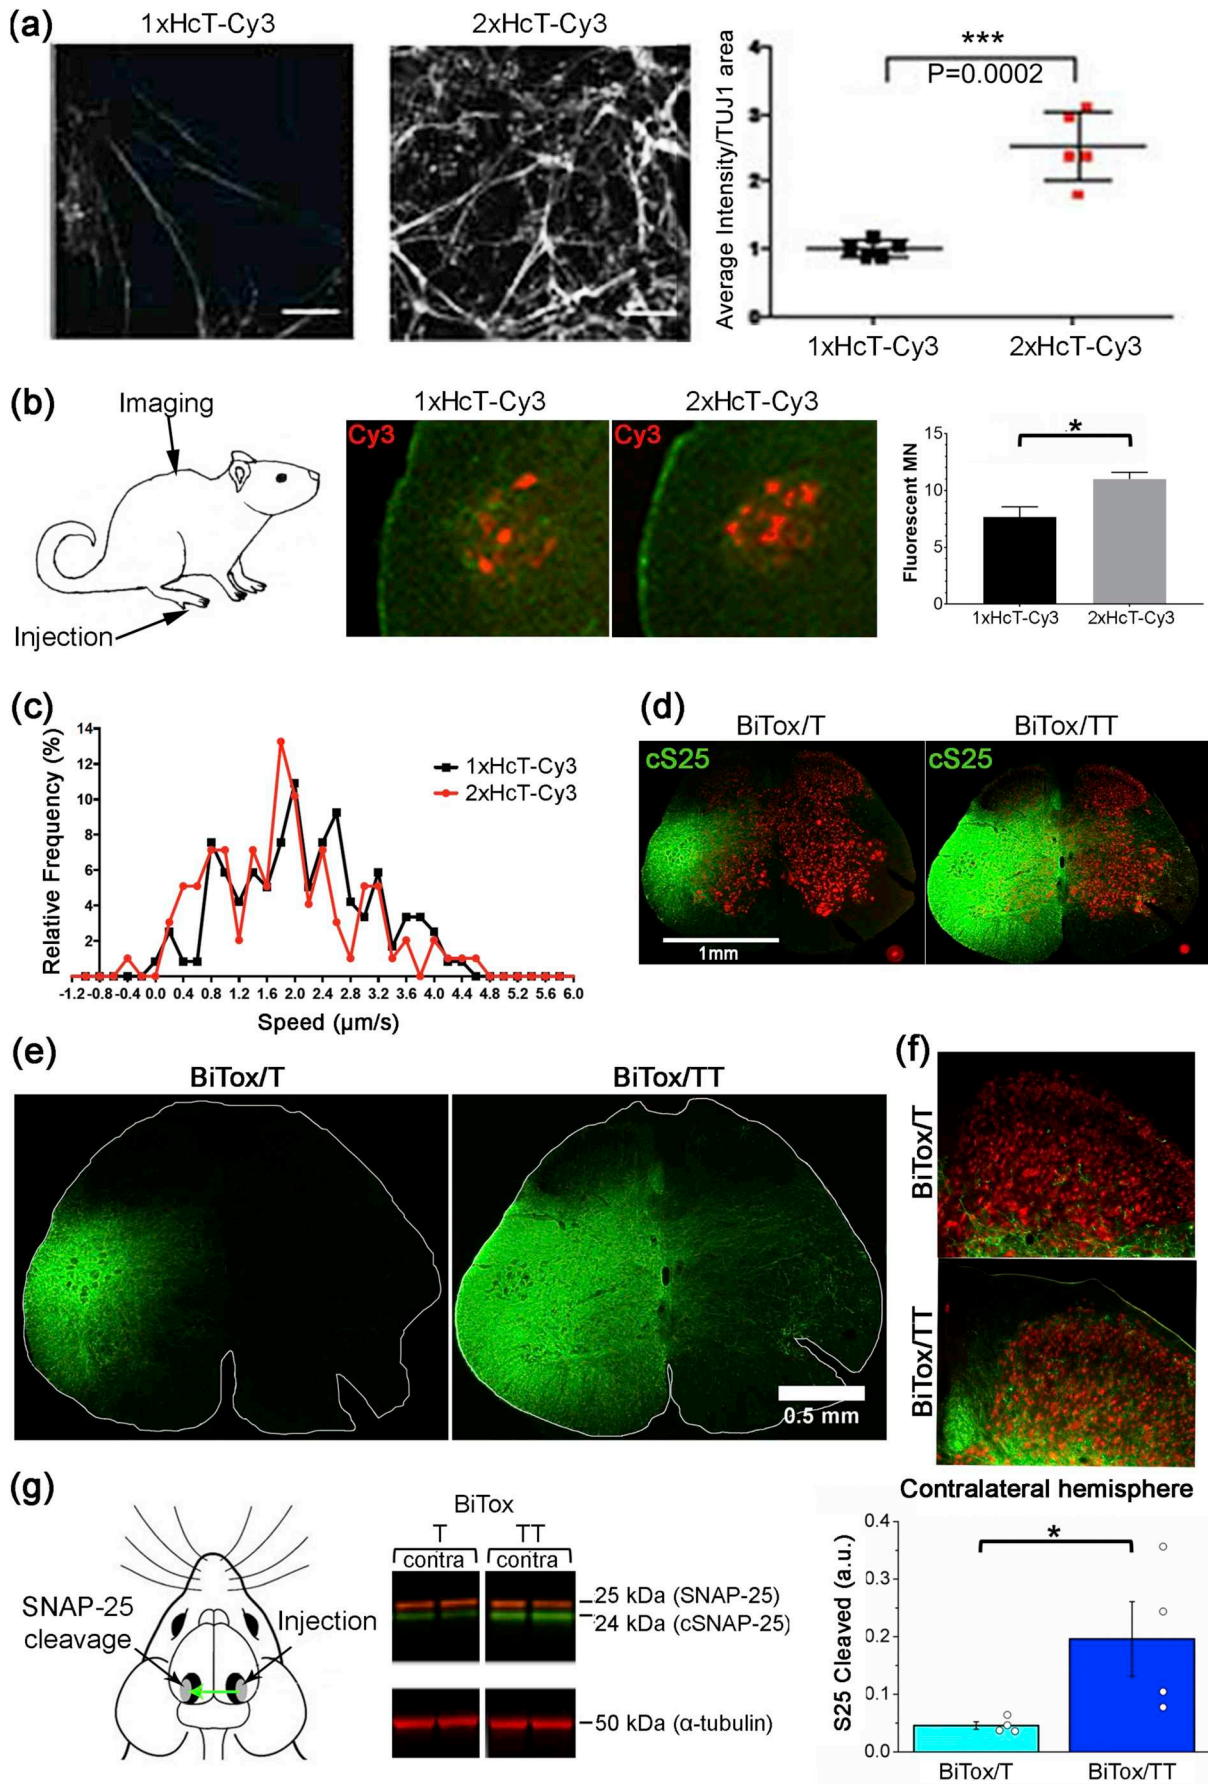 (a)
1xHcT-Cy3
2xHcT-Cy3
Average Intensity/TUJ1 area
4
3
2
1
0
***
P=0.0002
1xHcT-Cy3
2xHcT-Cy3
(b)
Imaging
Injection
1xHcT-Cy3
2xHcT-Cy3
Cy3
Cy3
Fluorescent MN
15
10
5
0
*
1xHcT-Cy3
2xHcT-Cy3
(c)
Relative Frequency (%)
14
12
10
8
6
4
2
1xHcT-Cy3
2xHcT-Cy3
-1.2 -0.8 -0.4 0.0 0.4 0.8 1.2 1.6 2.0 2.4 2.8 3.2 3.6 4.0 4.4 4.8 5.2 5.6 6.0
Speed (µm/s)
(d)
BiTox/T
BiTox/TT
cS25
cS25
1mm
(e)
BiTox/T
BiTox/TT
0.5 mm
(f)
BiTox/T
BiTox/TT
(g)
SNAP-25
cleavage
Injection
BiTox
T
TT
contra
contra
25 kDa (SNAP-25)
24 kDa (cSNAP-25)
50 kDa (α-tubulin)
Contralateral hemisphere
S25 Cleaved (a.u.)
0.4
0.3
0.2
0.1
0.0
*
BiTox/T
BiTox/TT